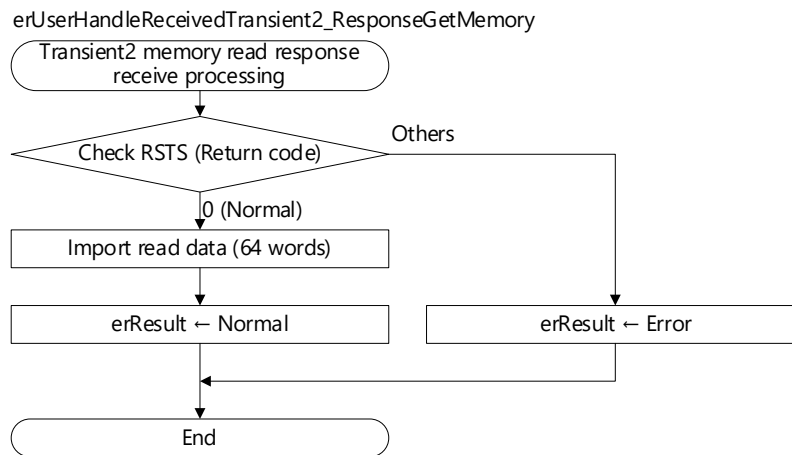 erUserHandleReceivedTransient2_ResponseGetMemory
Transient2 memory read response
receive processing
Others
Check RSTS (Return code)
0 (Normal)
Import read data (64 words)
erResult ← Normal
erResult ← Error
End